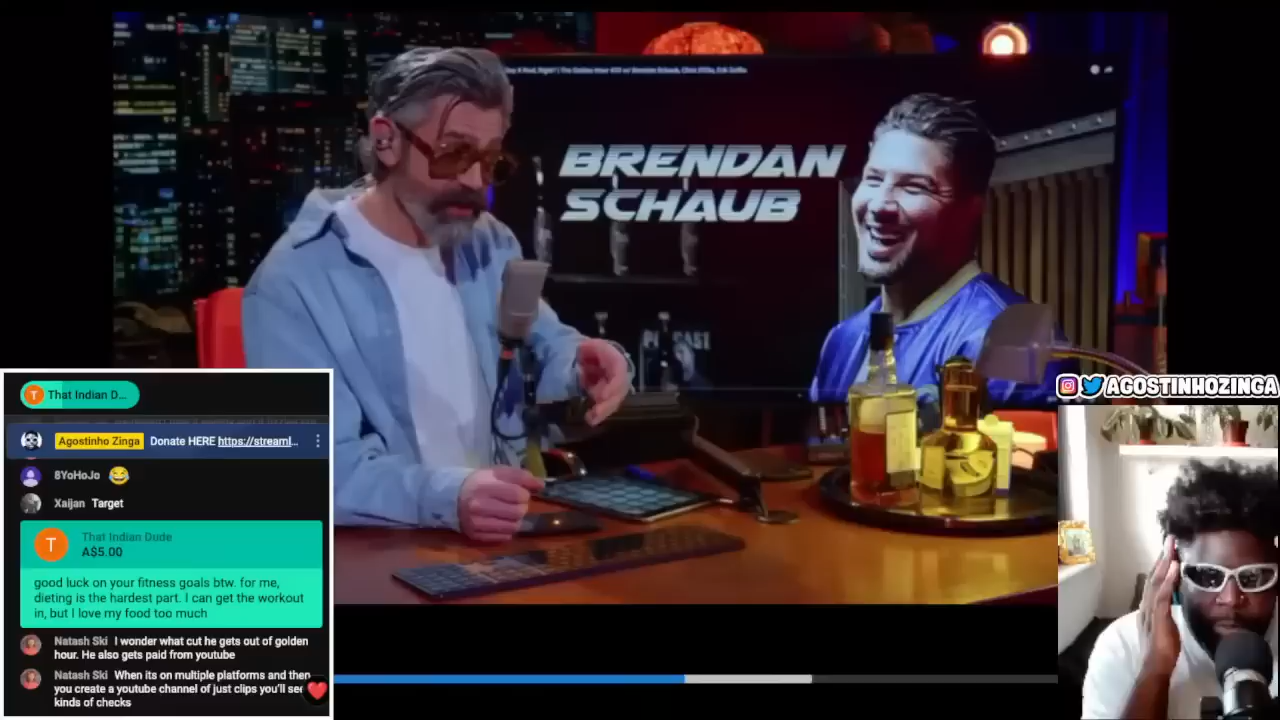 BRENDAN
SCHAUB
AGOSTINHOZINGA
That Indian D...
Agostinho Zinga Donate HERE https://streaml...
8YoHoJo 😂
Xaijan Target
T
That Indian Dude
A$5.00
good luck on your fitness goals btw. for me,
dieting is the hardest part. I can get the workout
in, but I love my food too much
Natash Ski I wonder what cut he gets out of golden
hour. He also gets paid from youtube
Natash Ski When its on multiple platforms and then
you create a youtube channel of just clips you'll see
kinds of checks